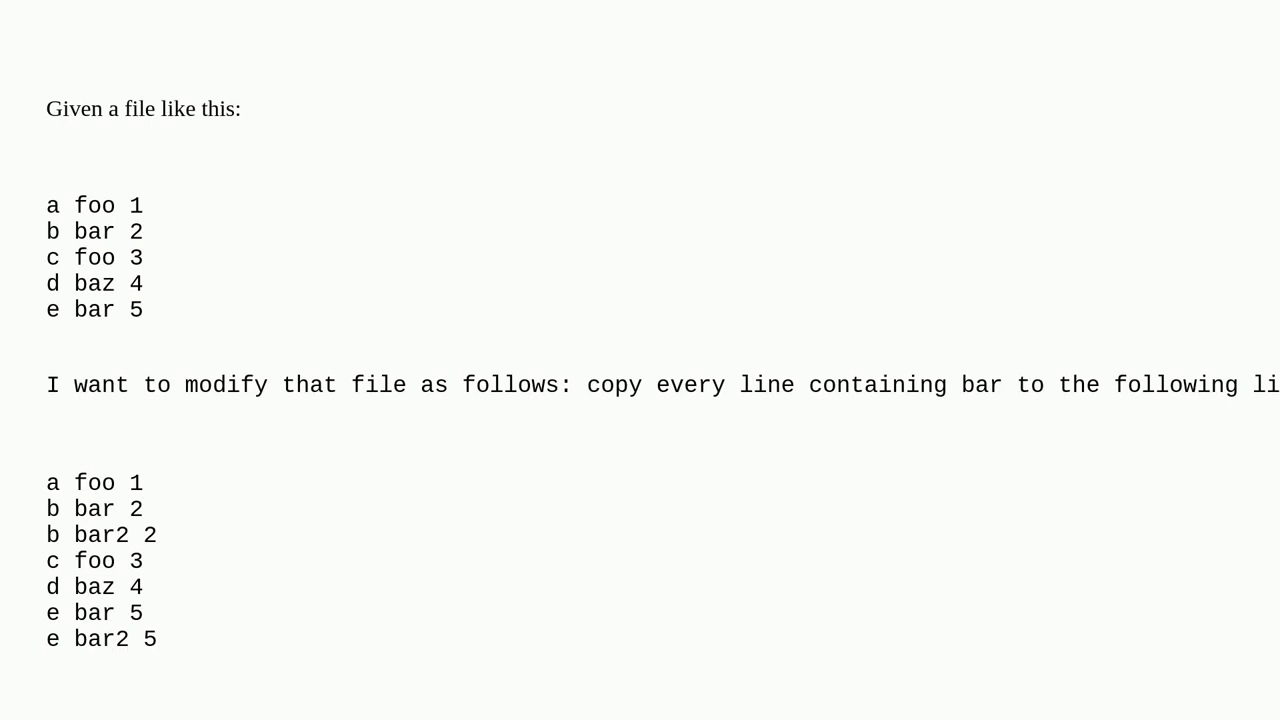 Given a file like this:
a foo 1
b bar 2
c foo 3
d baz 4
e bar 5
I want to modify that file as follows: copy every line containing bar to the following li
a foo 1
b bar 2
b bar2 2
c foo 3
d baz 4
e bar 5
e bar2 5